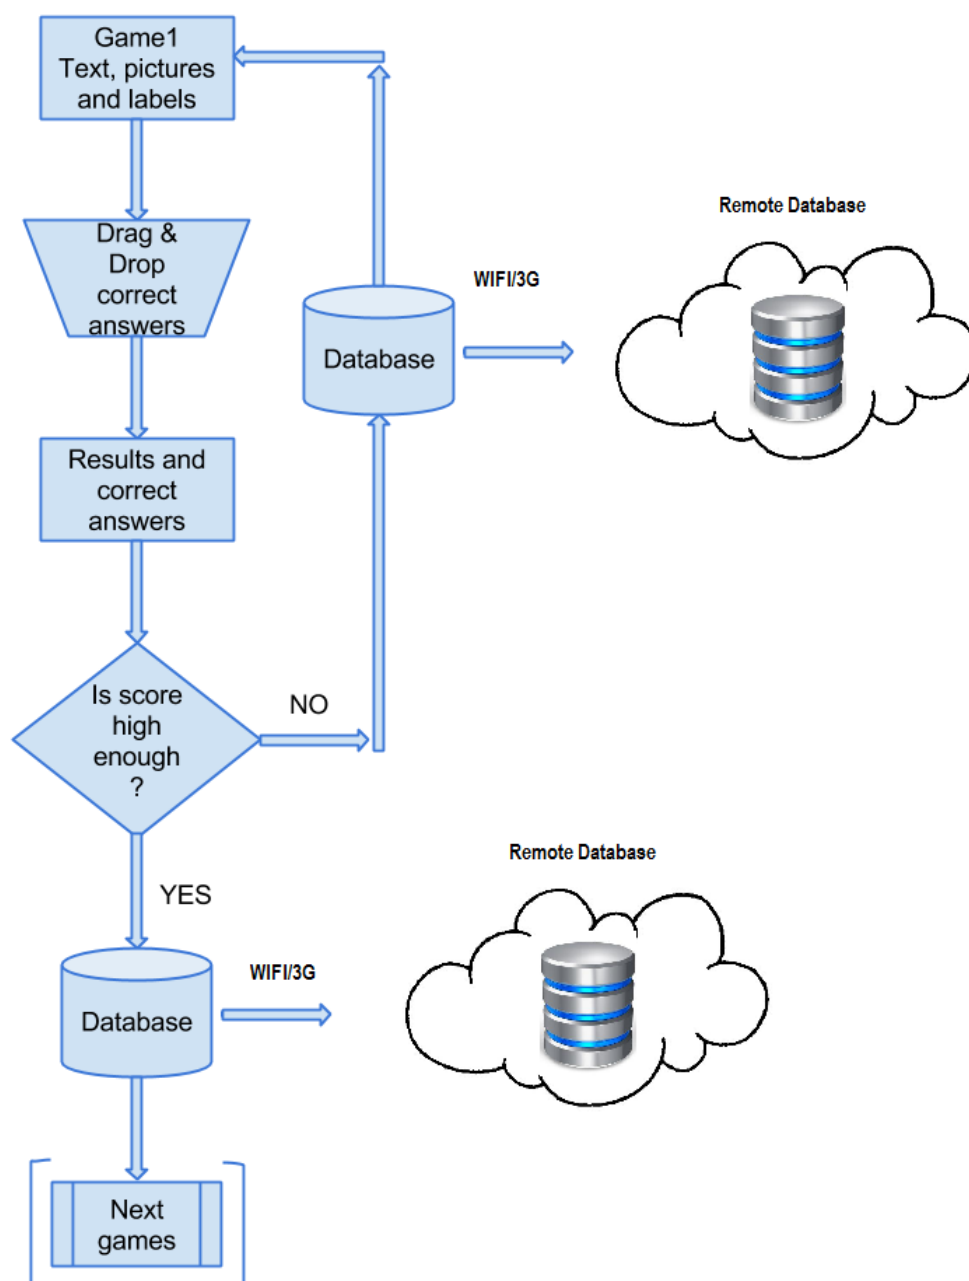 Game1
Text, pictures
and labels
Remote Database
Drag &
Drop
correct
answers
WIFI/3G
Database
Results and
correct
answers
Is score
high
enough
?
NO
Remote Database
YES
WIFI/3G
Database
Next
games